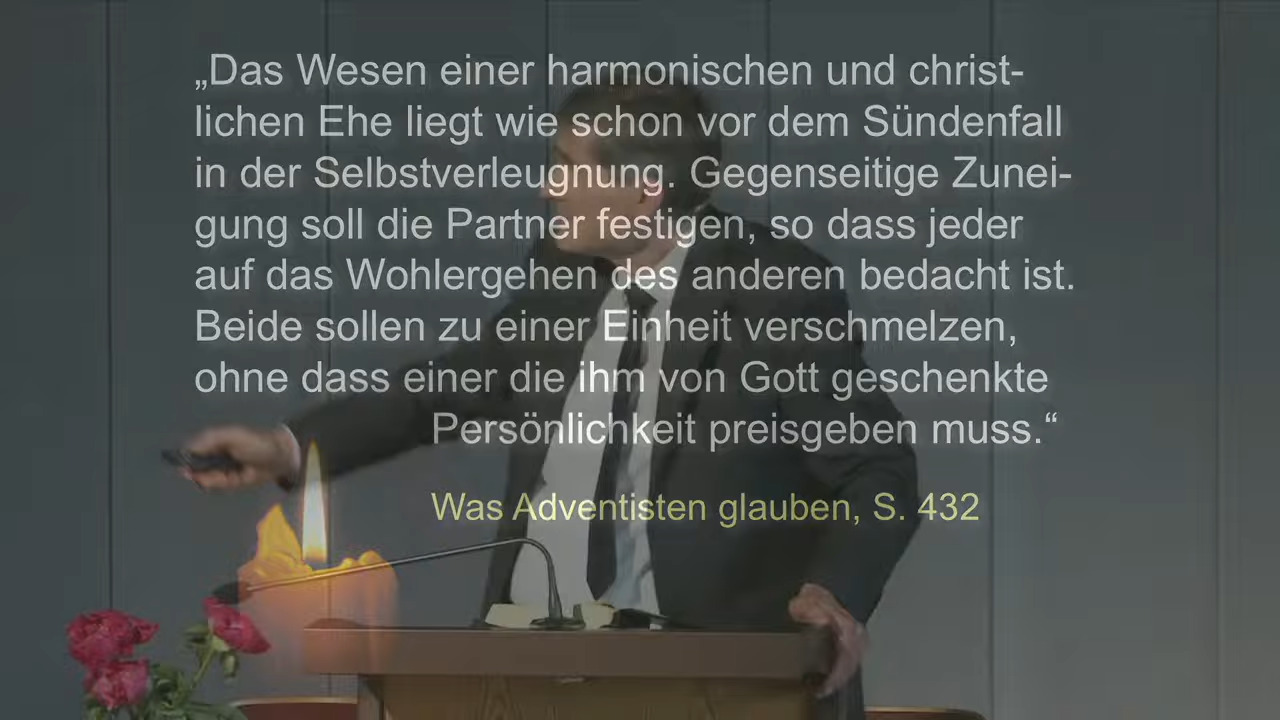 „Das Wesen einer harmonischen und christ-
lichen Ehe liegt wie schon vor dem Sündenfall
in der Selbstverleugnung. Gegenseitige Zunei-
gung soll die Partner festigen, so dass jeder
auf das Wohlergehen des anderen bedacht ist.
Beide sollen zu einer Einheit verschmelzen,
ohne dass einer die ihm von Gott geschenkte
Persönlichkeit preisgeben muss.“
Was Adventisten glauben, S. 432